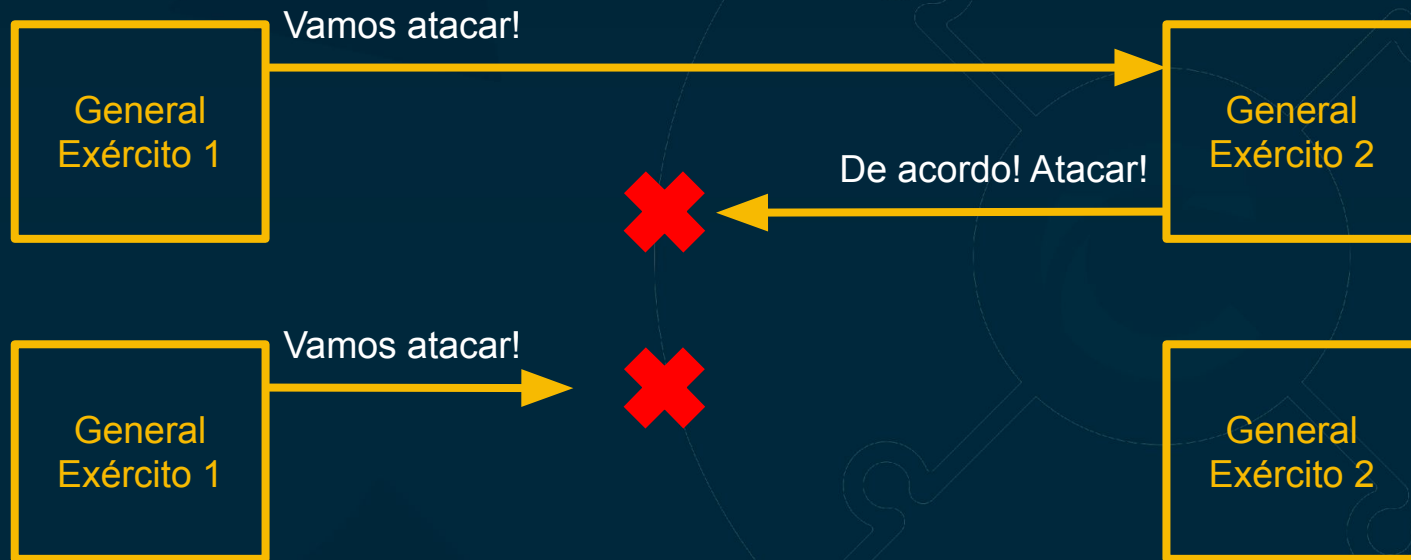 Vamos atacar!
General
Exército 1
General
Exército 2
De acordo! Atacar!
Vamos atacar!
General
Exército 1
General
Exército 2